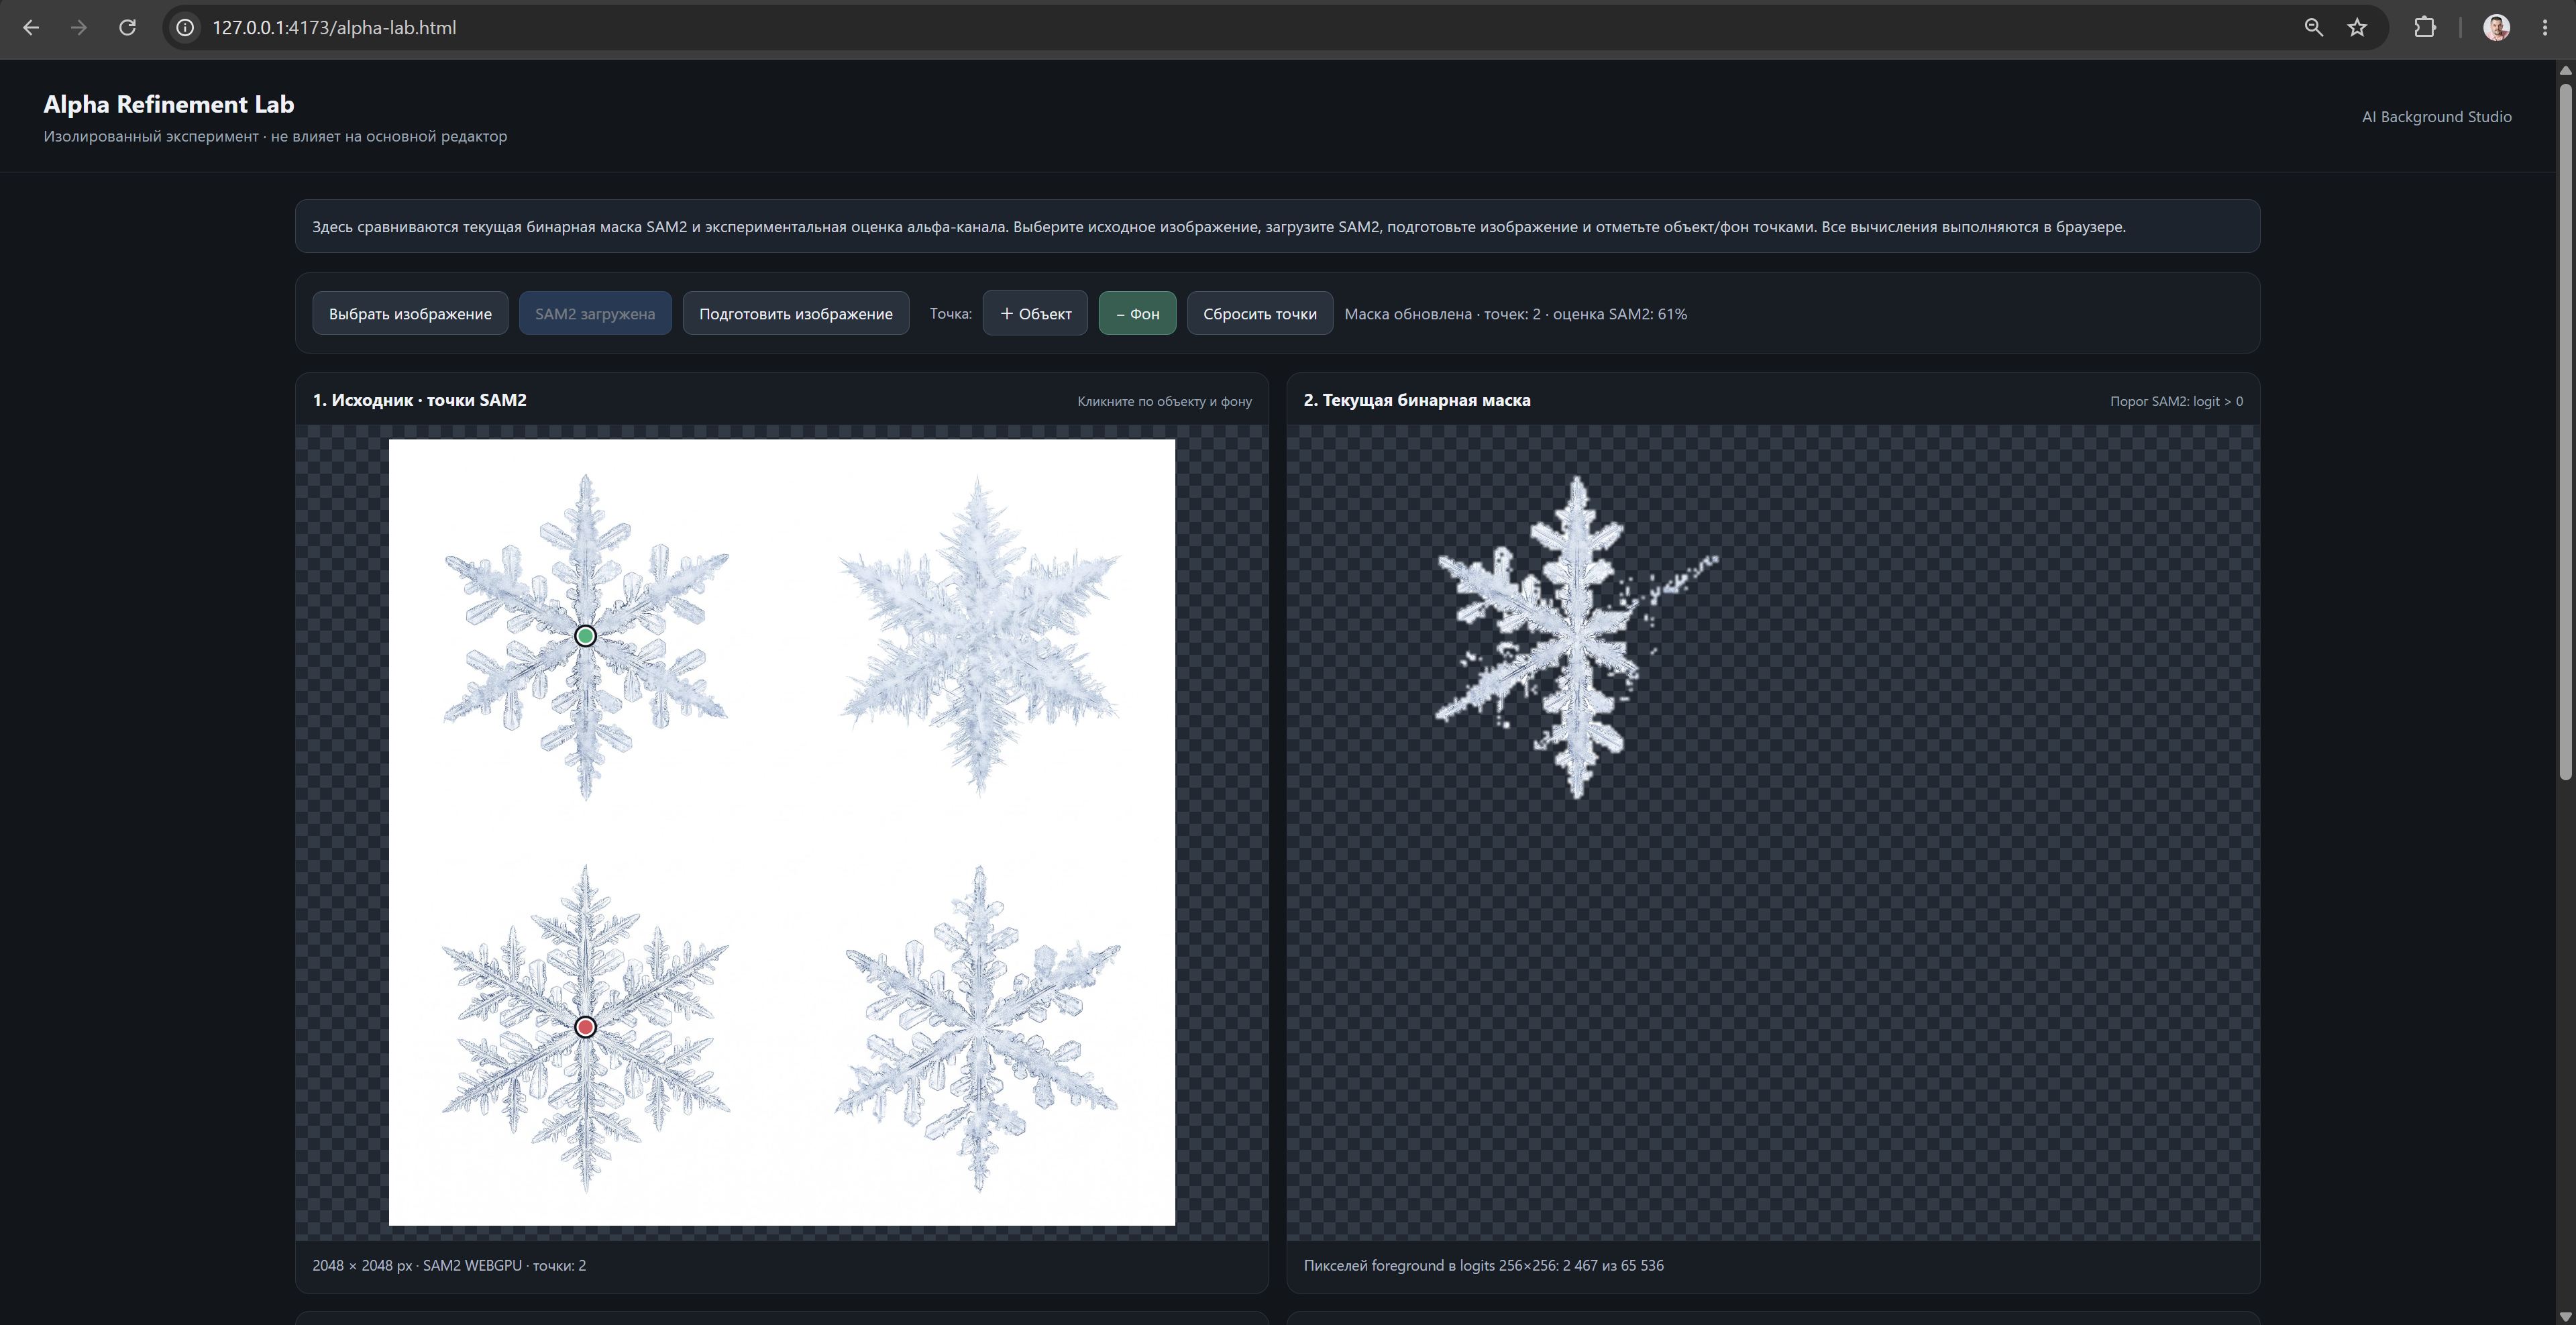 127.0.0.1:4173/alpha-lab.html
Alpha Refinement Lab
Изолированный эксперимент · не влияет на основной редактор
AI Background Studio
Здесь сравниваются текущая бинарная маска SAM2 и экспериментальная оценка альфа-канала. Выберите исходное изображение, загрузите SAM2, подготовьте изображение и отметьте объект/фон точками. Все вычисления выполняются в браузере.
Выбрать изображение
SAM2 загружена
Подготовить изображение
Точка:
+ Объект
− Фон
Сбросить точки
Маска обновлена · точек: 2 · оценка SAM2: 61%
1. Исходник · точки SAM2
Кликните по объекту и фону
2. Текущая бинарная маска
Порог SAM2: logit > 0
2048 × 2048 px · SAM2 WEBGPU · точки: 2
Пикселей foreground в logits 256×256: 2 467 из 65 536